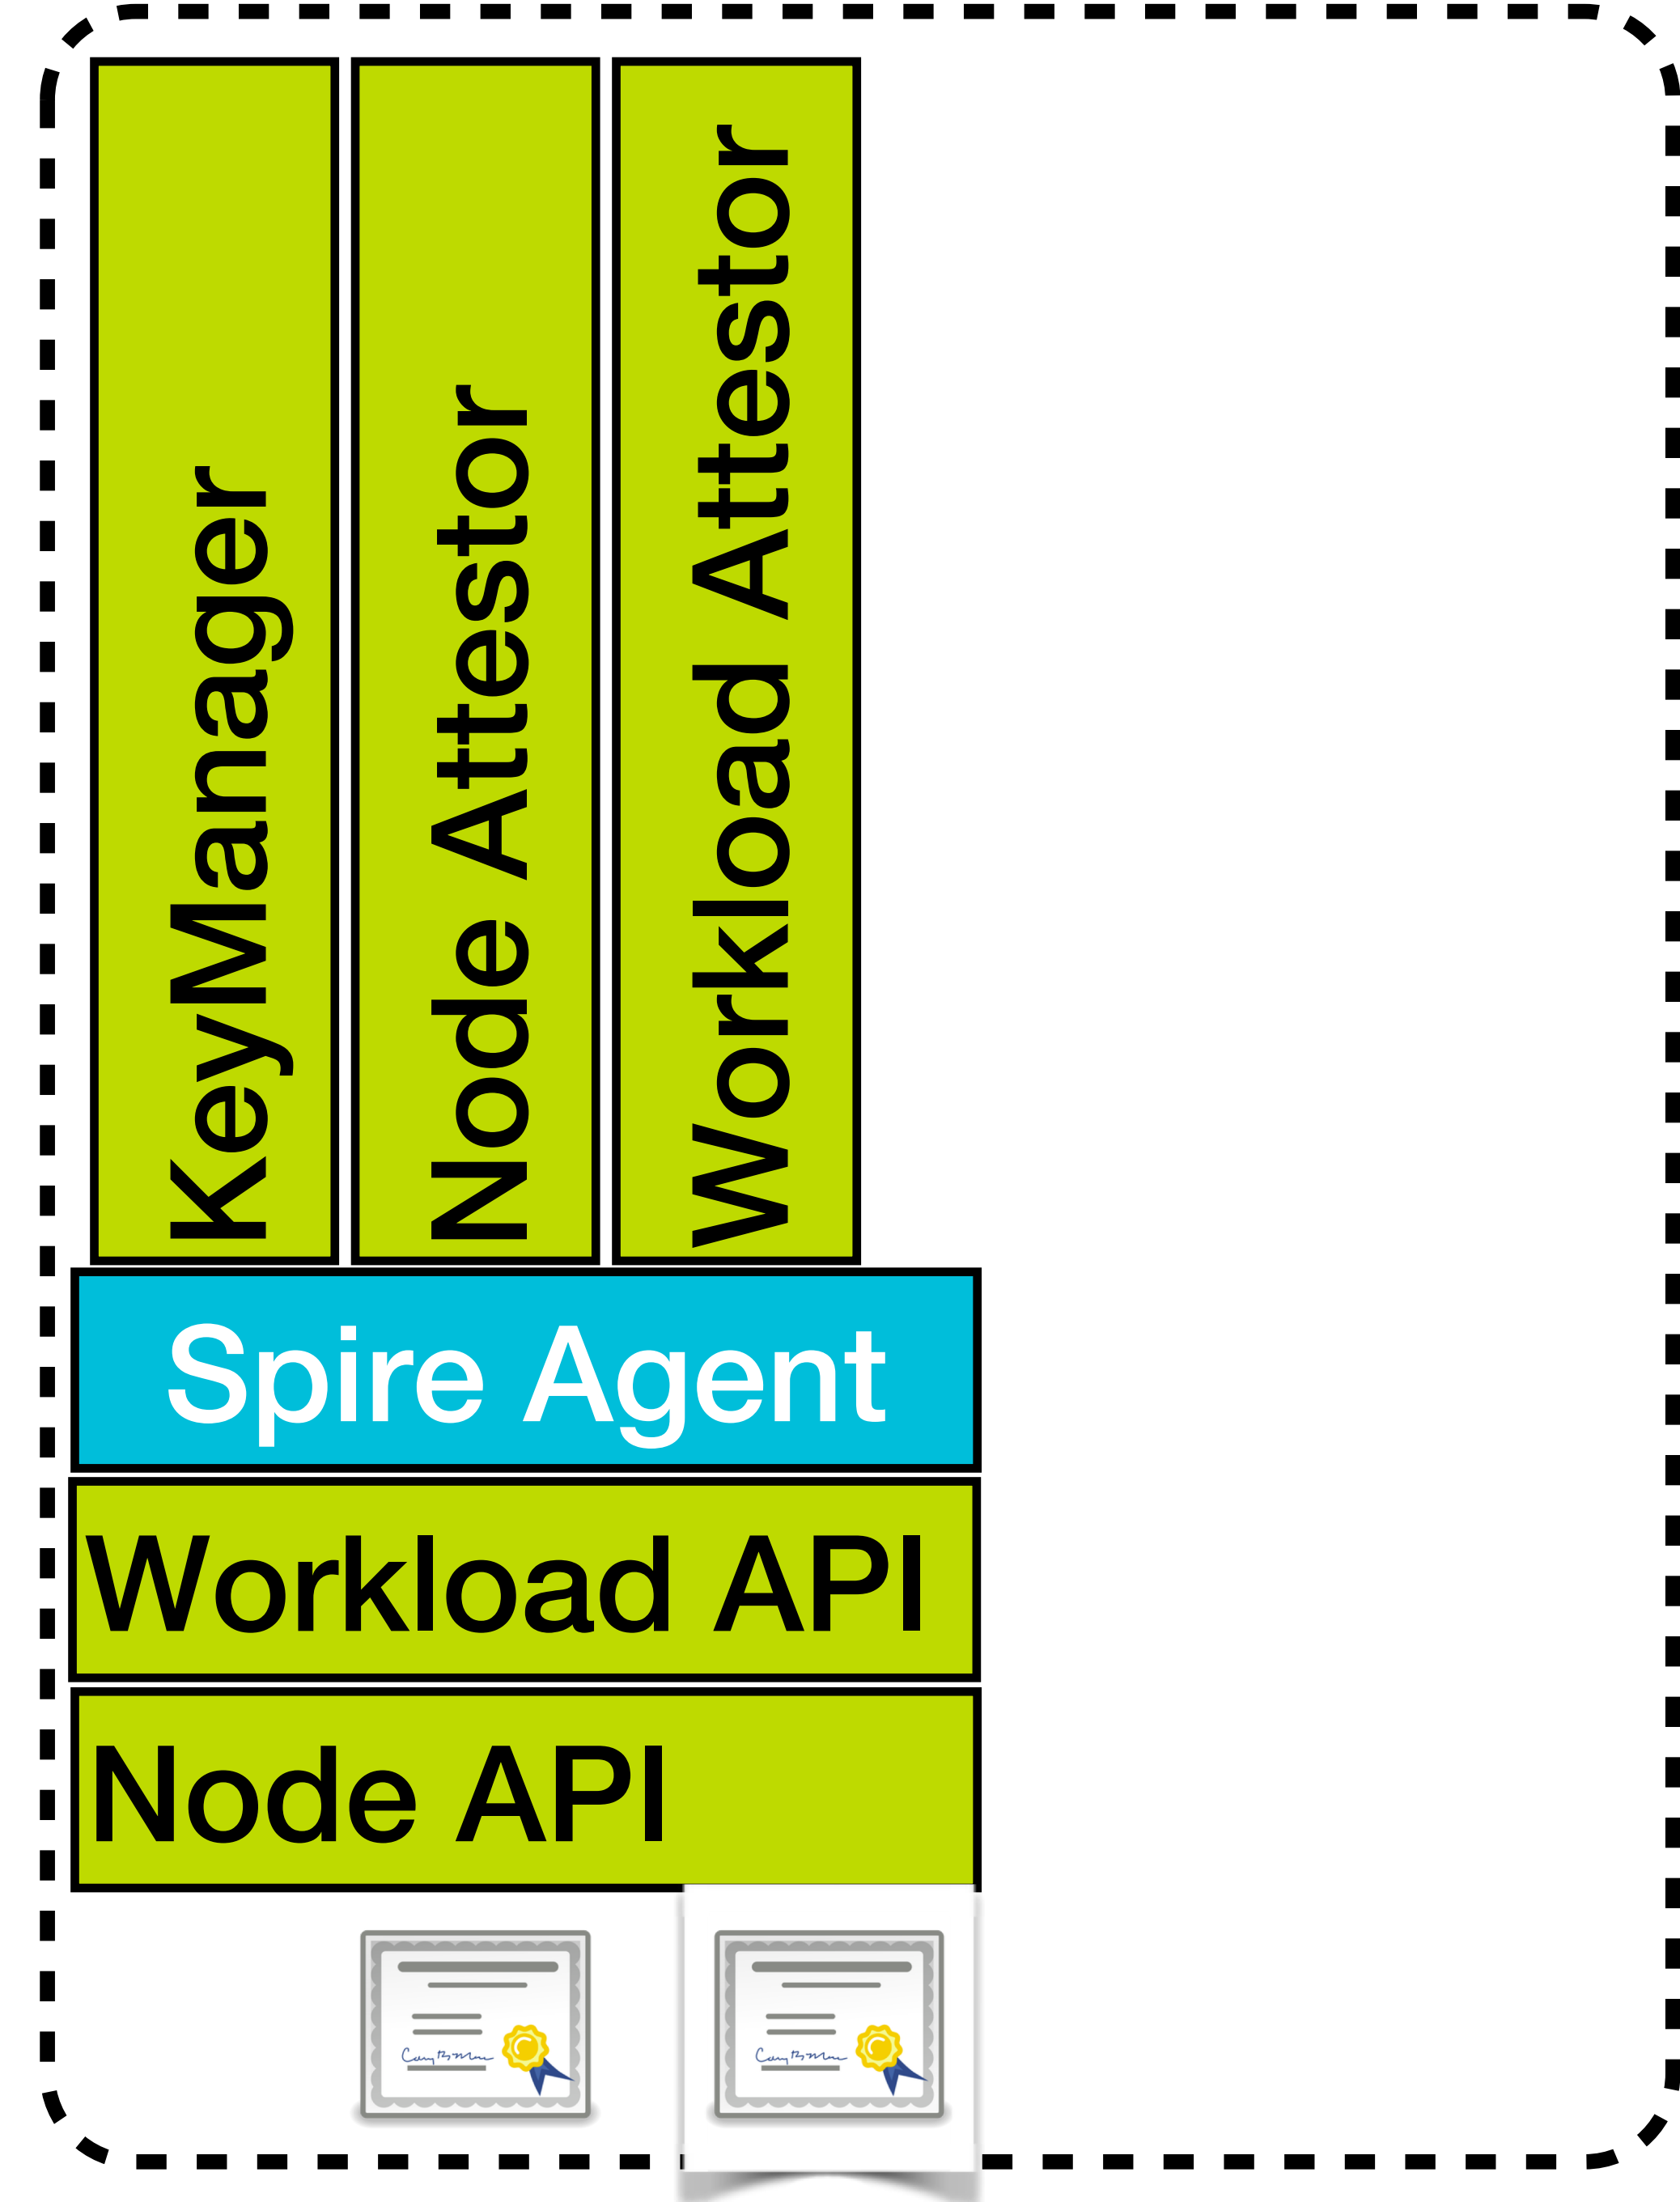 KeyManager
Node Attestor
Workload Attestor
Spire Agent
Workload API
Node API